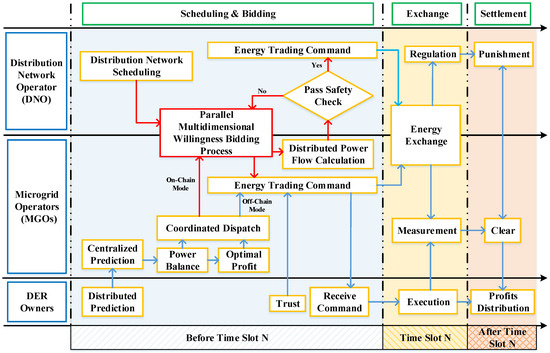 Scheduling & Bidding
Exchange
Settlement
Distribution
Network
Operator
(DNO)
Distribution Network
Scheduling
Energy Trading Command
Yes
No
Pass Safety
Check
Regulation
Punishment
Parallel
Multidimensional
Willingness Bidding
Process
Distributed Power
Flow Calculation
Energy
Exchange
Microgrid
Operators
(MGOs)
On-Chain
Mode
Off-Chain
Mode
Energy Trading Command
Coordinated Dispatch
Measurement
Clear
Centralized
Prediction
Power
Balance
Optimal
Profit
DER
Owners
Distributed
Prediction
Trust
Receive
Command
Execution
Profits
Distribution
Before Time Slot N
Time Slot N
After Time
Slot N